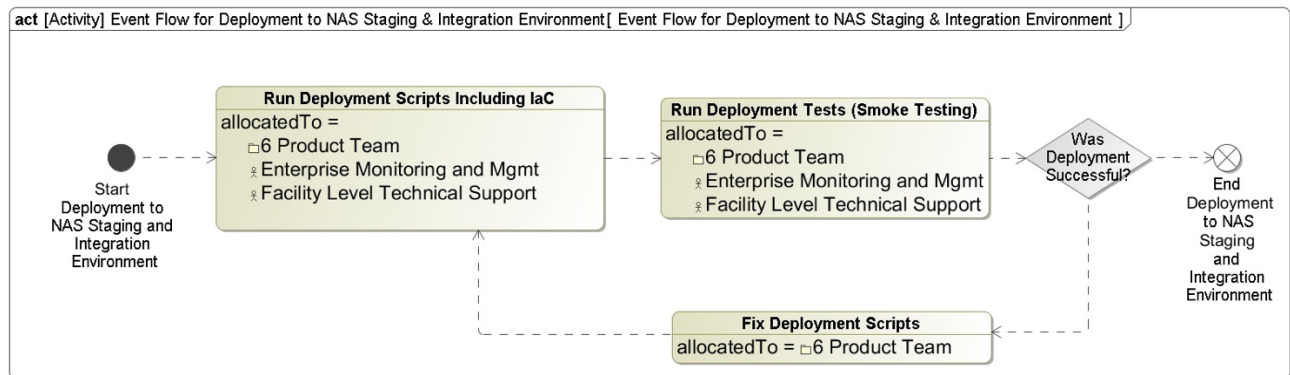 act [Activity] Event Flow for Deployment to NAS Staging & Integration Environment[ Event Flow for Deployment to NAS Staging & Integration Environment ]
Start
Deployment to
NAS Staging and
Integration
Environment
Run Deployment Scripts Including IaC
allocatedTo =
6 Product Team
Enterprise Monitoring and Mgmt
Facility Level Technical Support
Run Deployment Tests (Smoke Testing)
allocatedTo =
6 Product Team
Enterprise Monitoring and Mgmt
Facility Level Technical Support
Was
Deployment
Successful?
End
Deployment
to NAS
Staging
and
Integration
Environment
Fix Deployment Scripts
allocatedTo = 6 Product Team